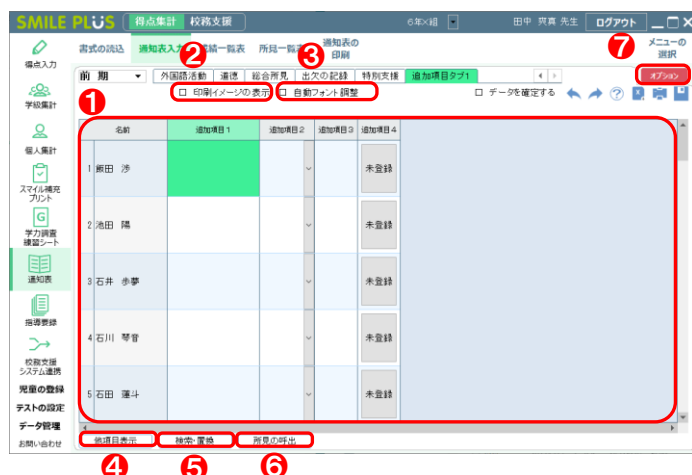 SMILE PLUS 得点集計 校務支援 6年X組 田中 爽真 先生 ログアウト
書式の読込 通知表入力 成績一覧表 所見一覧表 通知表の印刷 メニューの選択
得点入力
前 期 外国語活動 道徳 総合所見 出欠の記録 特別支援 追加項目タブ1 オプション
❷ ❸ ❼
□ 印刷イメージの表示 □ 自動フォント調整 □ データを確定する
❶
学級集計
名前 追加項目1 追加項目2 追加項目3 追加項目4
個人集計
1 飯田 渉 未登録
スマイル補充
プリント
2 池田 陽 未登録
学力調査
練習シート
通知表
3 石井 歩夢 未登録
指導要録
4 石川 琴音 未登録
校務支援
システム連携
児童の登録
5 石田 蓮斗 未登録
テストの設定
データ管理
お問い合わせ
他項目表示 検索・置換 所見の呼出
❹ ❺ ❻